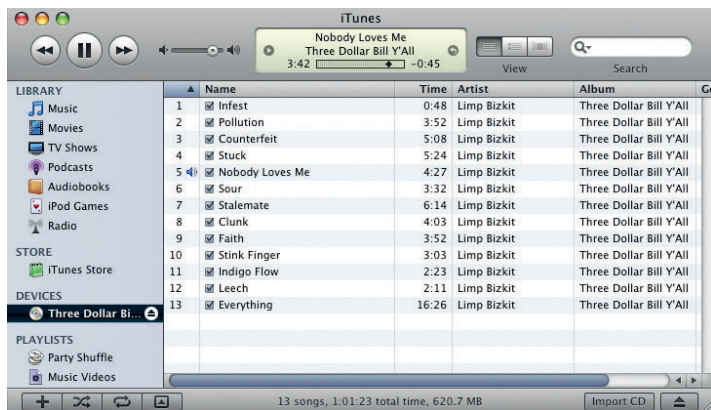 iTunes
Nobody Loves Me
Three Dollar Bill Y'All
3:42 -0:45
View
Search
LIBRARY
Music
Movies
TV Shows
Podcasts
Audiobooks
iPod Games
Radio
STORE
iTunes Store
DEVICES
Three Dollar Bi...
PLAYLISTS
Party Shuffle
Music Videos
Name Time Artist Album
1 Infest 0:48 Limp Bizkit Three Dollar Bill Y'All
2 Pollution 3:52 Limp Bizkit Three Dollar Bill Y'All
3 Counterfeit 5:08 Limp Bizkit Three Dollar Bill Y'All
4 Stuck 5:24 Limp Bizkit Three Dollar Bill Y'All
5 Nobody Loves Me 4:27 Limp Bizkit Three Dollar Bill Y'All
6 Sour 3:32 Limp Bizkit Three Dollar Bill Y'All
7 Stalemate 6:14 Limp Bizkit Three Dollar Bill Y'All
8 Clunk 4:03 Limp Bizkit Three Dollar Bill Y'All
9 Faith 3:52 Limp Bizkit Three Dollar Bill Y'All
10 Stink Finger 3:03 Limp Bizkit Three Dollar Bill Y'All
11 Indigo Flow 2:23 Limp Bizkit Three Dollar Bill Y'All
12 Leech 2:11 Limp Bizkit Three Dollar Bill Y'All
13 Everything 16:26 Limp Bizkit Three Dollar Bill Y'All
13 songs, 1:01:23 total time, 620.7 MB
Import CD